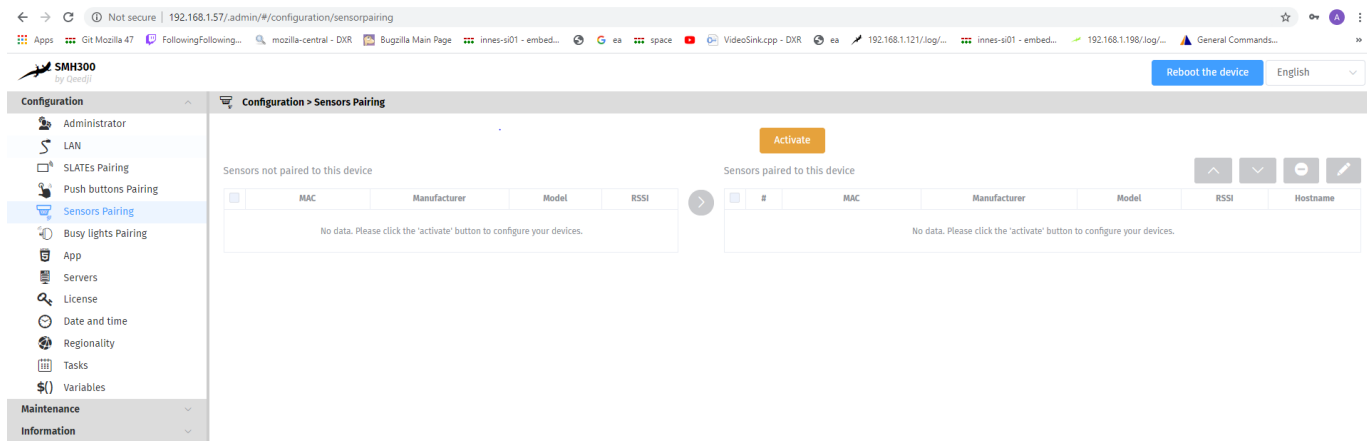 Not secure | 192.168.1.57/.admin/#/configuration/sensorpairing
A
Apps Git Mozilla 47 FollowingFollowing... mozilla-central - DXR Bugzilla Main Page innes-si01 - embed... G ea space VideoSink.cpp - DXR ea 192.168.1.121/.log/... innes-si01 - embed... 192.168.1.198/.log/... General Commands... »
SMH300
by Qeedji
Reboot the device English
Configuration
Configuration > Sensors Pairing
Administrator
LAN
SLATEs Pairing
Push buttons Pairing
Sensors Pairing
Busy lights Pairing
App
Servers
License
Date and time
Regionality
Tasks
$() Variables
Maintenance
Information
Activate
Sensors not paired to this device
MAC Manufacturer Model RSSI
No data. Please click the 'activate' button to configure your devices.
Sensors paired to this device
# MAC Manufacturer Model RSSI Hostname
No data. Please click the 'activate' button to configure your devices.